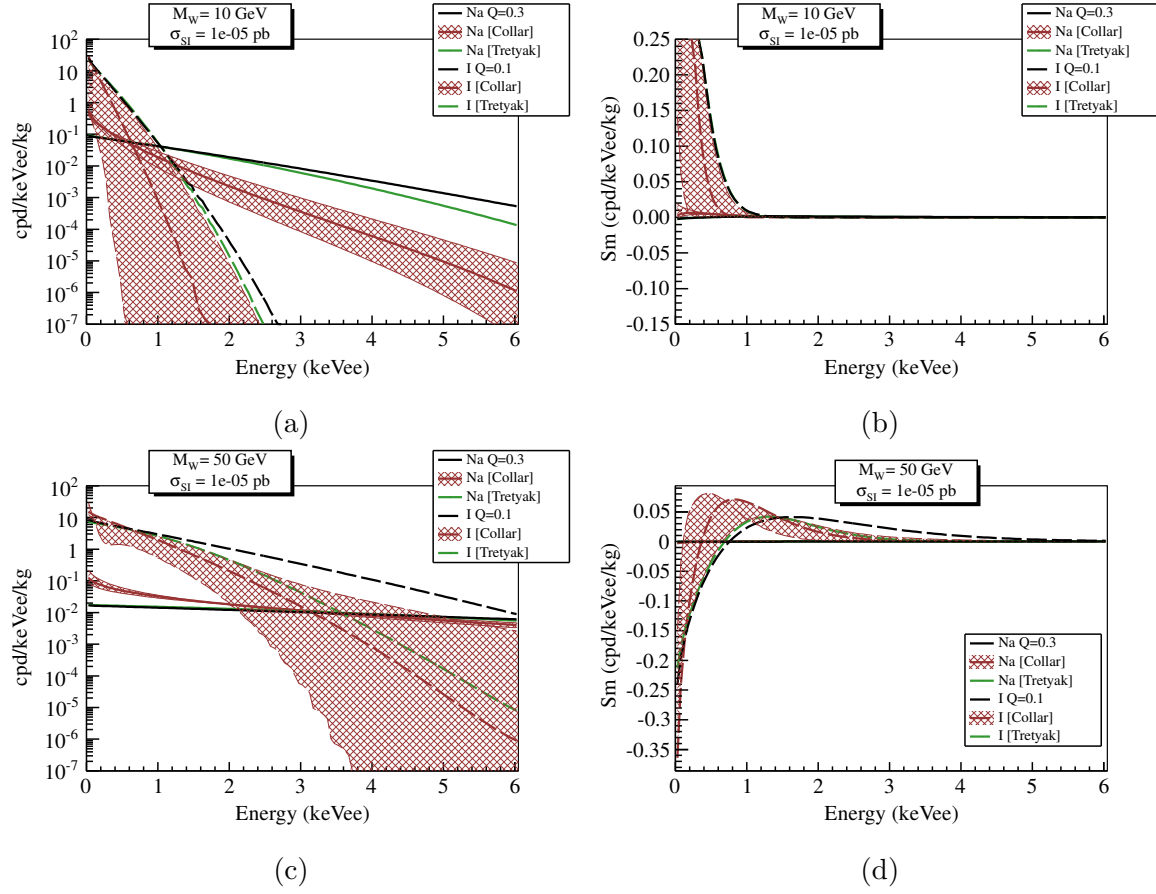 M_W = 10 GeV
σ_SI = 1e-05 pb
Na Q=0.3
Na [Collar]
Na [Tretyak]
I Q=0.1
I [Collar]
I [Tretyak]
cpd/keVee/kg
10^2
10
1
10^-1
10^-2
10^-3
10^-4
10^-5
10^-6
10^-7
0 1 2 3 4 5 6
Energy (keVee)
(a)
M_W = 10 GeV
σ_SI = 1e-05 pb
Na Q=0.3
Na [Collar]
Na [Tretyak]
I Q=0.1
I [Collar]
I [Tretyak]
Sm (cpd/keVee/kg)
0.25
0.20
0.15
0.10
0.05
0.00
-0.05
-0.10
-0.15
0 1 2 3 4 5 6
Energy (keVee)
(b)
M_W = 50 GeV
σ_SI = 1e-05 pb
Na Q=0.3
Na [Collar]
Na [Tretyak]
I Q=0.1
I [Collar]
I [Tretyak]
cpd/keVee/kg
10^2
10
1
10^-1
10^-2
10^-3
10^-4
10^-5
10^-6
10^-7
0 1 2 3 4 5 6
Energy (keVee)
(c)
M_W = 50 GeV
σ_SI = 1e-05 pb
Sm (cpd/keVee/kg)
0.05
0
-0.05
-0.1
-0.15
-0.2
-0.25
-0.3
-0.35
Na Q=0.3
Na [Collar]
Na [Tretyak]
I Q=0.1
I [Collar]
I [Tretyak]
0 1 2 3 4 5 6
Energy (keVee)
(d)